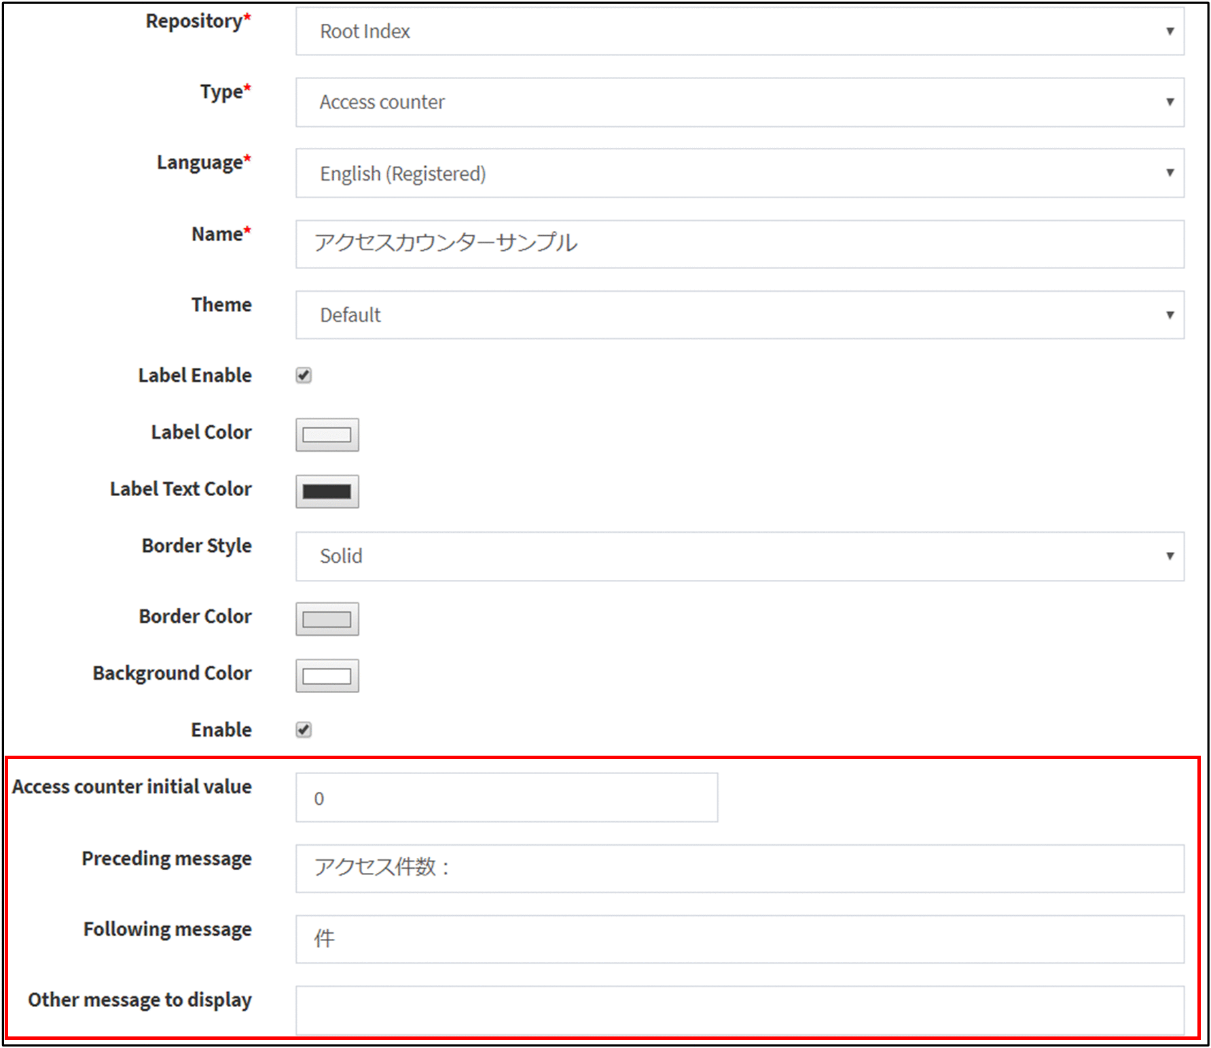 Repository* Root Index
Type* Access counter
Language* English (Registered)
Name* アクセスカウンターサンプル
Theme Default
Label Enable
Label Color
Label Text Color
Border Style Solid
Border Color
Background Color
Enable
Access counter initial value 0
Preceding message アクセス件数：
Following message 件
Other message to display